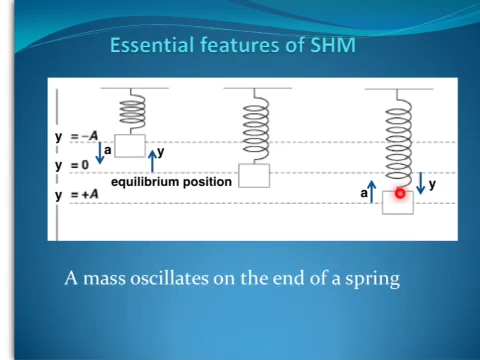 Essential features of SHM
y = -A
a
y
y = 0
equilibrium position
y
a
y = +A
A mass oscillates on the end of a spring